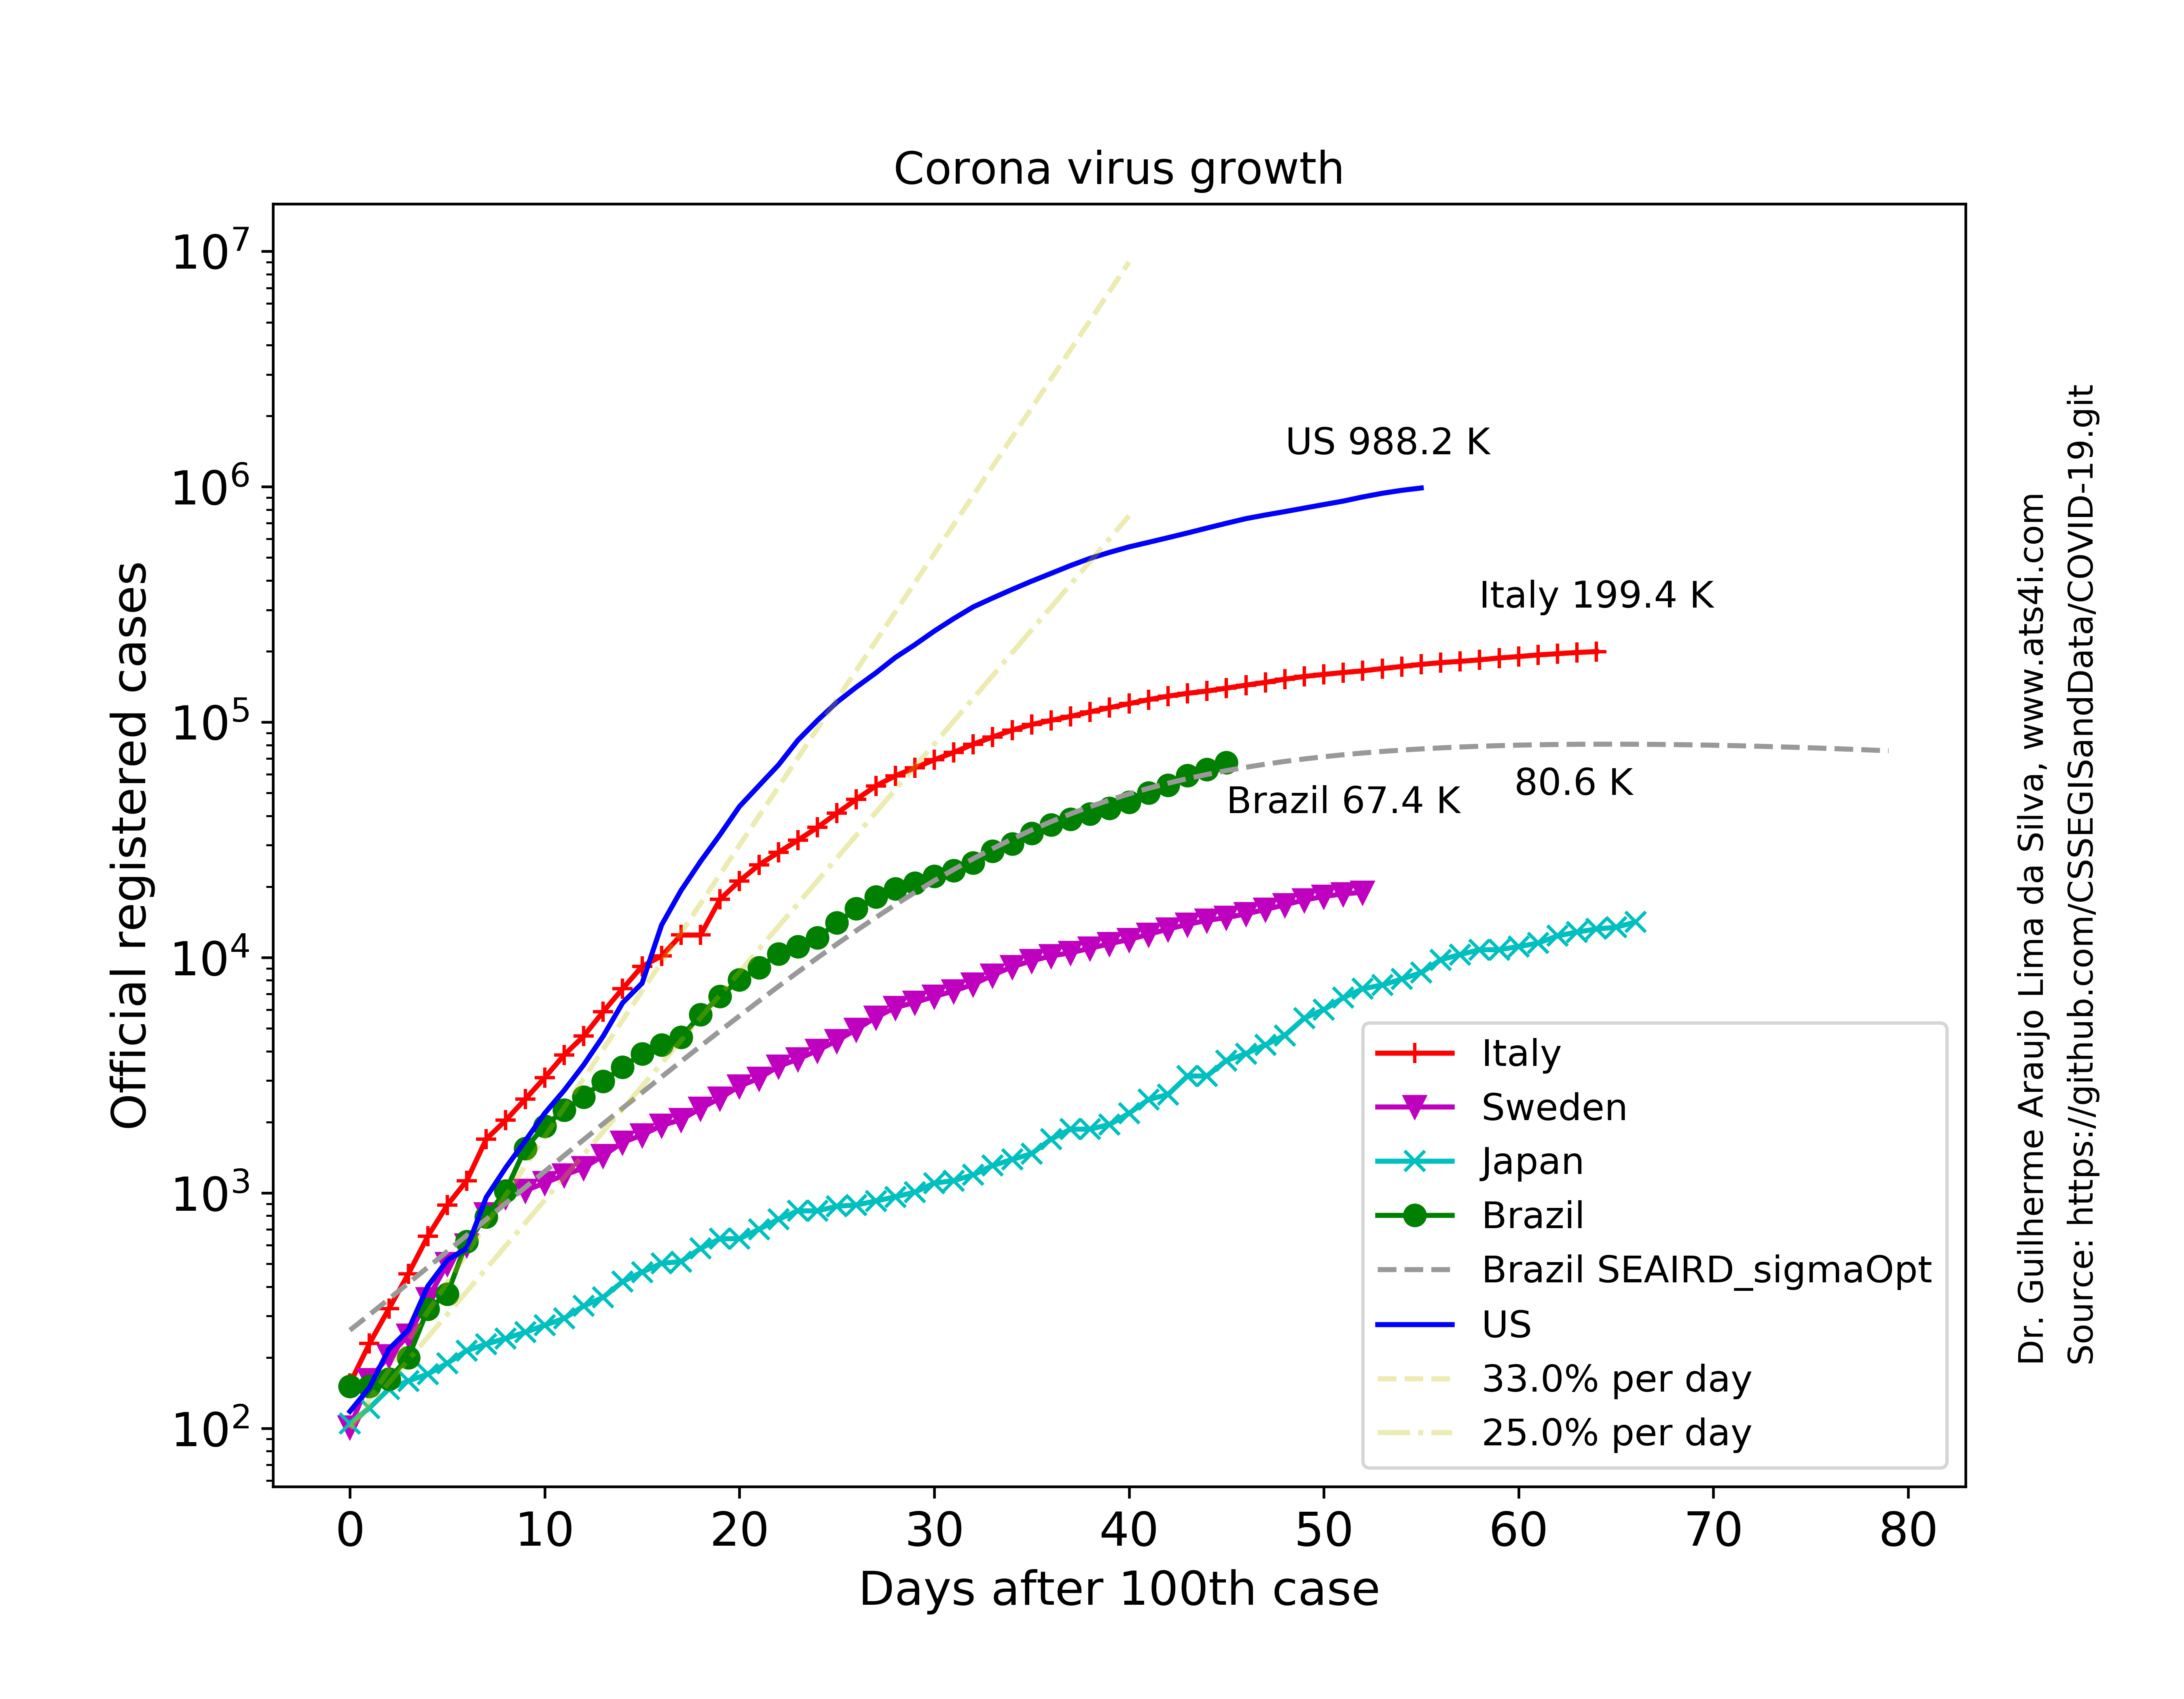 Corona virus growth
10^7
10^6
10^5
10^4
10^3
10^2
Official registered cases
US 988.2 K
Italy 199.4 K
80.6 K
Brazil 67.4 K
Italy
Sweden
Japan
Brazil
Brazil SEAIRD_sigmaOpt
US
33.0% per day
25.0% per day
0 10 20 30 40 50 60 70 80
Days after 100th case
Dr. Guilherme Araujo Lima da Silva, www.ats4i.com
Source: https://github.com/CSSEGISandData/COVID-19.git